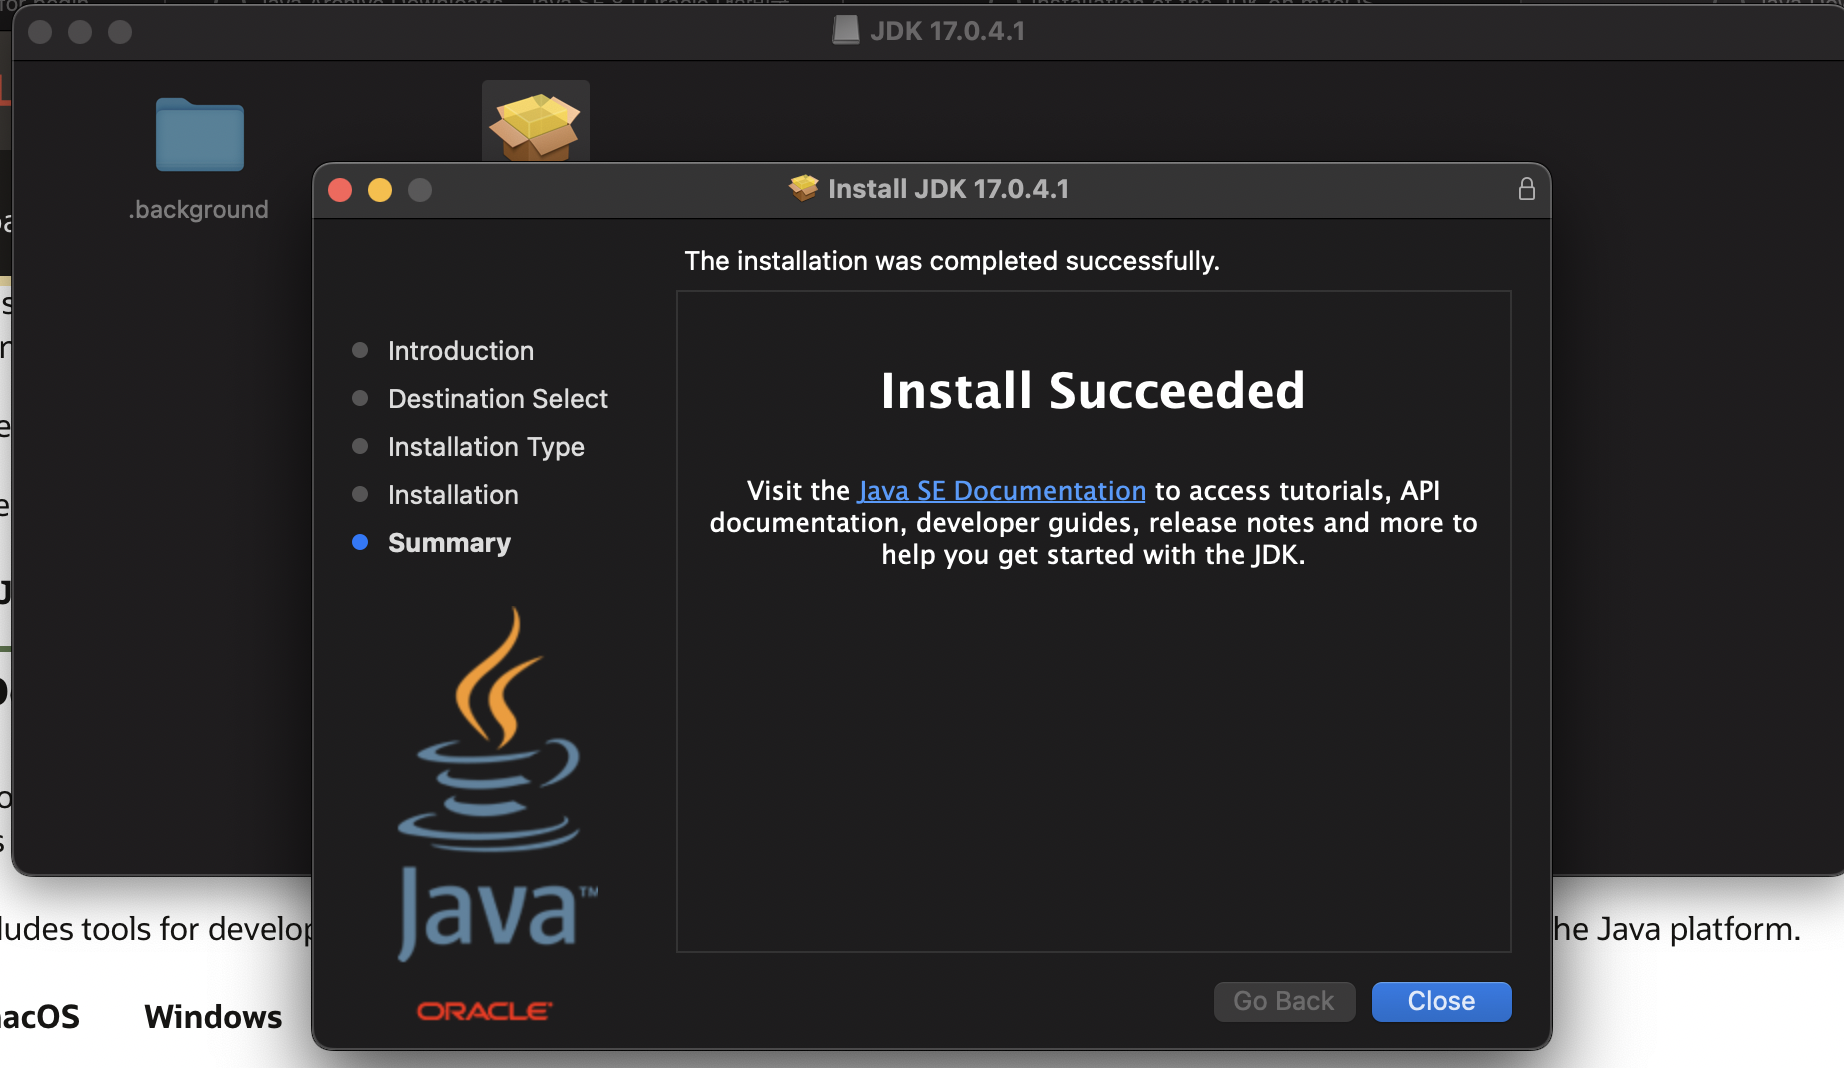 JDK 17.0.4.1
.background
Install JDK 17.0.4.1
The installation was completed successfully.
Introduction
Destination Select
Installation Type
Installation
Summary
Install Succeeded
Visit the Java SE Documentation to access tutorials, API
documentation, developer guides, release notes and more to
help you get started with the JDK.
Java™
ORACLE
Go Back
Close
tools for
he Java platform.
acOS
Windows